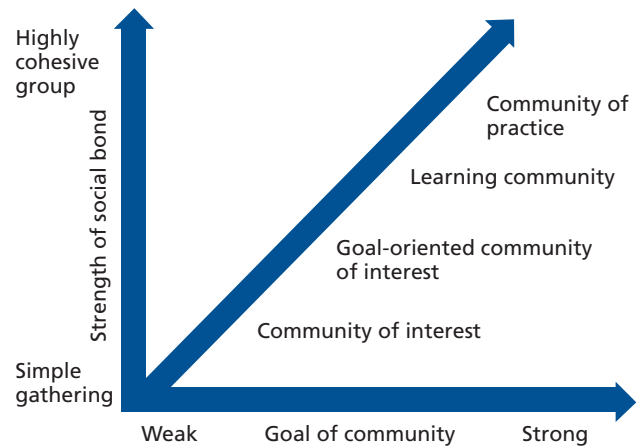 Highly
cohesive
group
Strength of social bond
Community of
practice
Learning community
Goal-oriented community
of interest
Community of interest
Simple
gathering
Weak
Goal of community
Strong